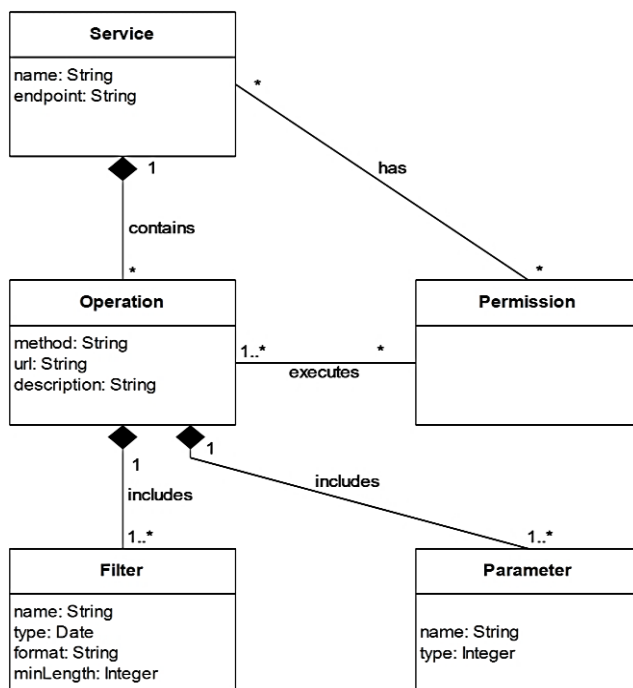 Service
name: String
endpoint: String
1
*
has
contains
*
*
Operation
Permission
method: String
url: String
description: String
1..*
*
executes
1
1
includes
includes
1..*
1..*
Filter
Parameter
name: String
type: Date
format: String
minLength: Integer
name: String
type: Integer